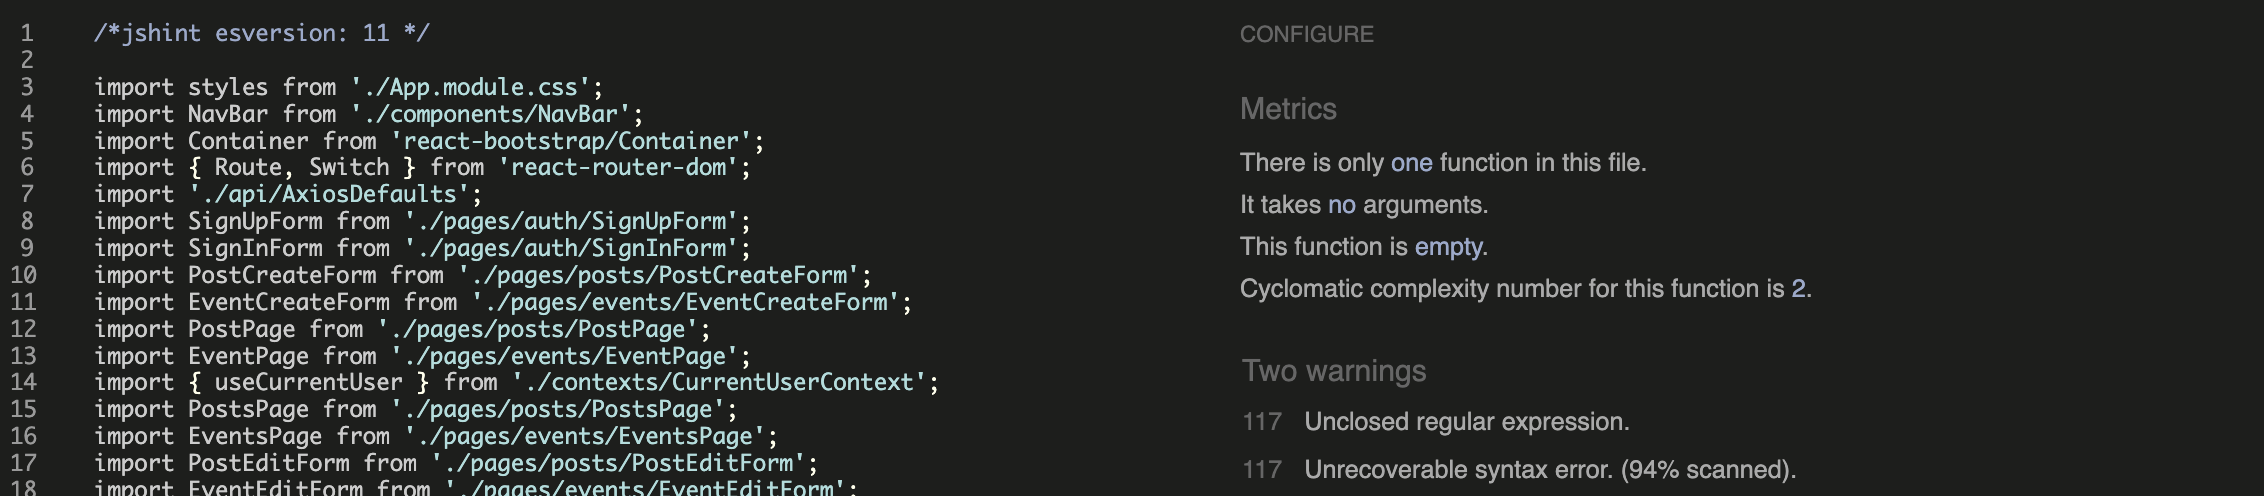 1 /*jshint esversion: 11 */
2
3 import styles from './App.module.css';
4 import NavBar from './components/NavBar';
5 import Container from 'react-bootstrap/Container';
6 import { Route, Switch } from 'react-router-dom';
7 import './api/AxiosDefaults';
8 import SignUpForm from './pages/auth/SignUpForm';
9 import SignInForm from './pages/auth/SignInForm';
10 import PostCreateForm from './pages/posts/PostCreateForm';
11 import EventCreateForm from './pages/events/EventCreateForm';
12 import PostPage from './pages/posts/PostPage';
13 import EventPage from './pages/events/EventPage';
14 import { useCurrentUser } from './contexts/CurrentUserContext';
15 import PostsPage from './pages/posts/PostsPage';
16 import EventsPage from './pages/events/EventsPage';
17 import PostEditForm from './pages/posts/PostEditForm';
18 import EventEditForm from './pages/events/EventEditForm';
CONFIGURE
Metrics
There is only one function in this file.
It takes no arguments.
This function is empty.
Cyclomatic complexity number for this function is 2.
Two warnings
117 Unclosed regular expression.
117 Unrecoverable syntax error. (94% scanned).